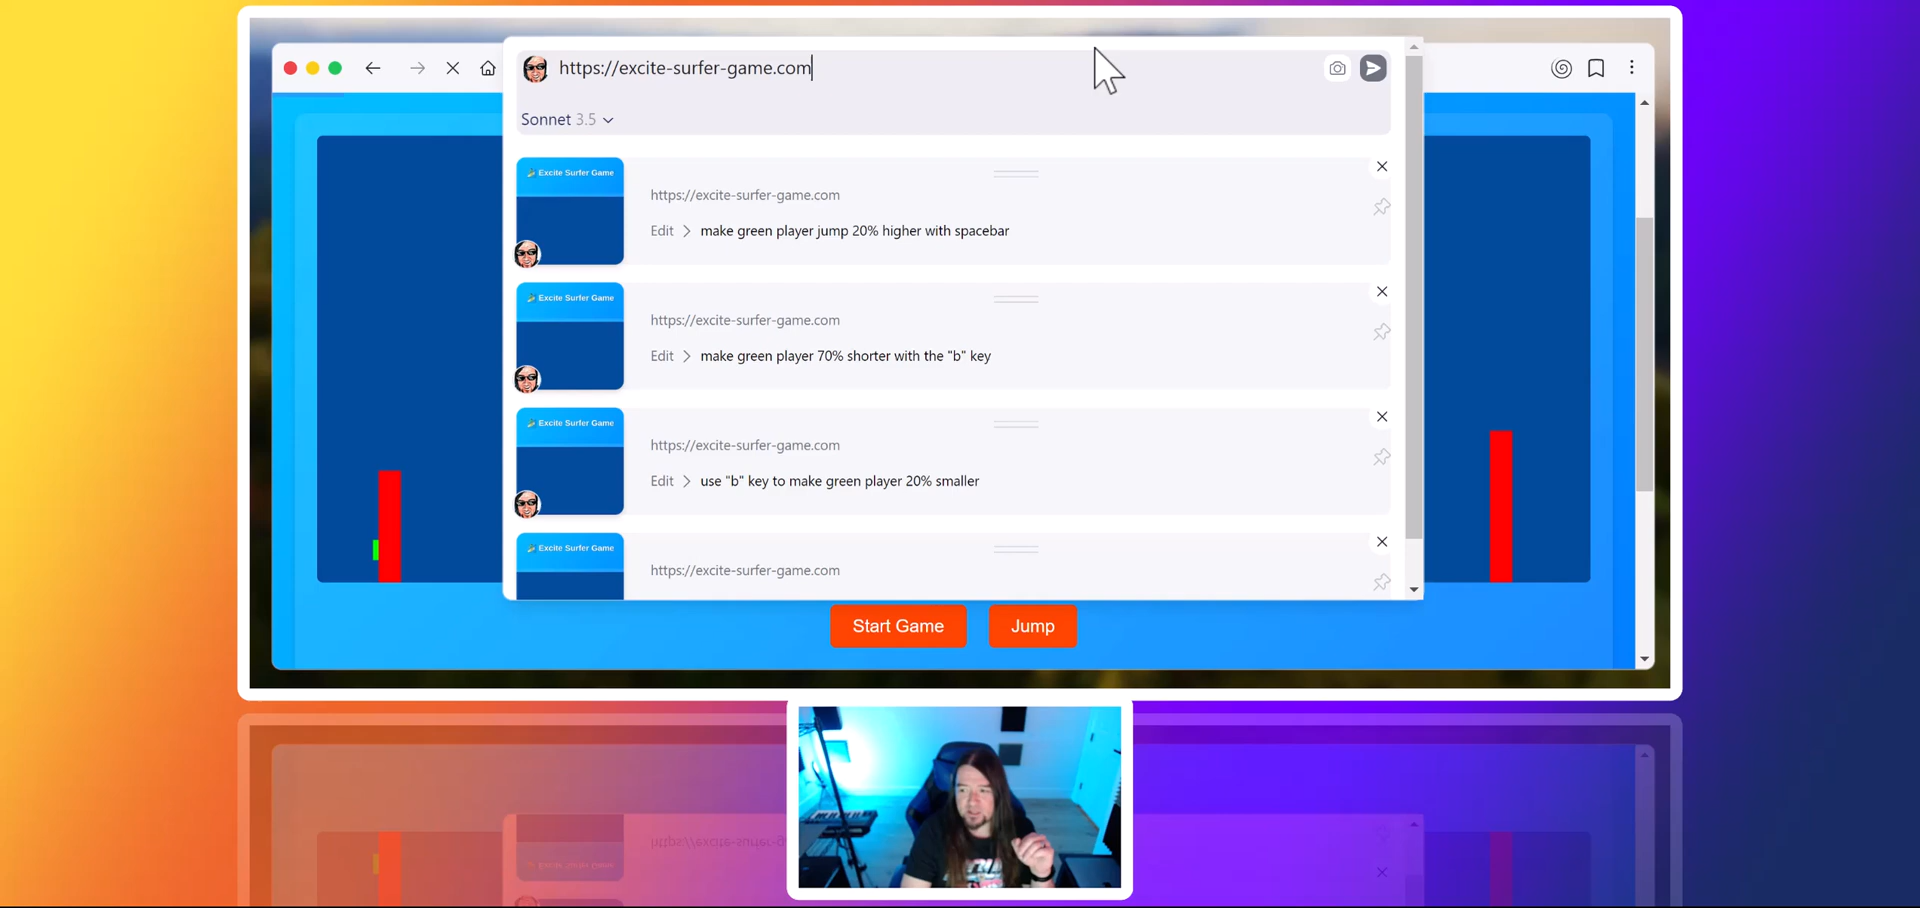 https://excite-surfer-game.com
Sonnet 3.5
Excite Surfer Game
https://excite-surfer-game.com
Edit > make green player jump 20% higher with spacebar
Excite Surfer Game
https://excite-surfer-game.com
Edit > make green player 70% shorter with the "b" key
Excite Surfer Game
https://excite-surfer-game.com
Edit > use "b" key to make green player 20% smaller
Excite Surfer Game
https://excite-surfer-game.com
Start Game
Jump